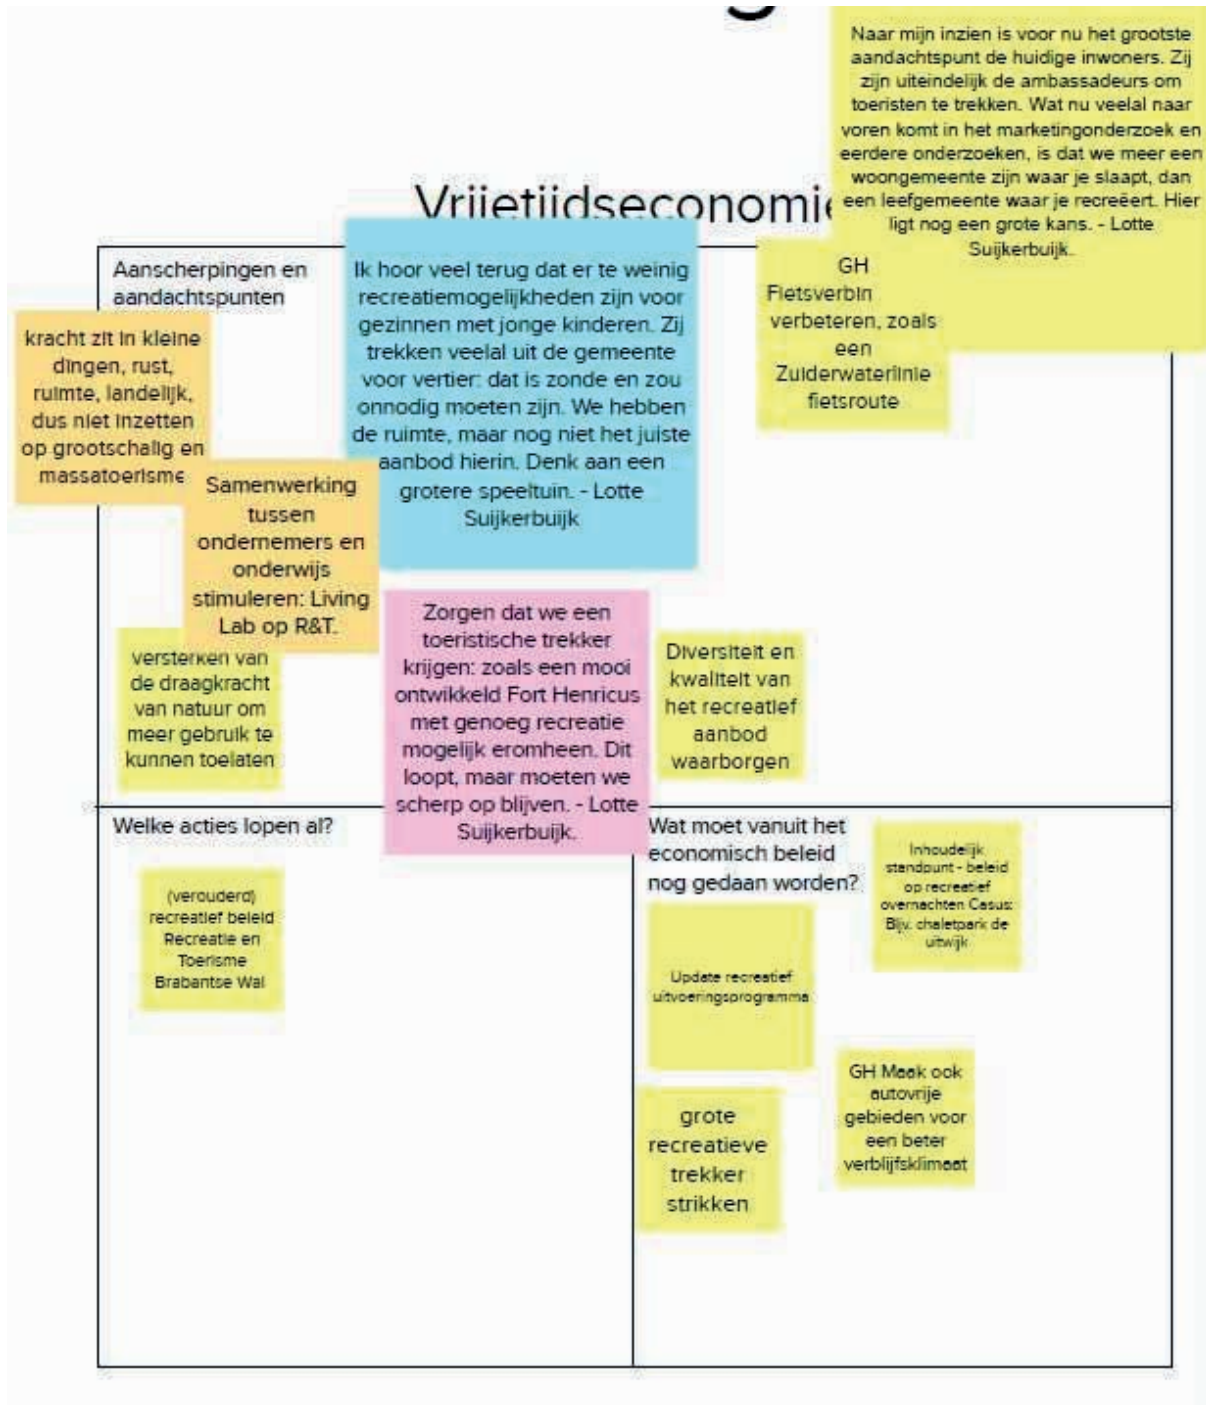 Naar mijn inzien is voor nu het grootste
aandachtspunt de huidige inwoners. Zij
zijn uiteindelijk de ambassadeurs om
toeristen te trekken. Wat nu veelal naar
voren komt in het marketingonderzoek en
eerdere onderzoeken, is dat we meer een
woongemeente zijn waar je slaapt, dan
een leefgemeente waar je recreëert. Hier
ligt nog een grote kans. - Lotte
Suijkerbuijk.
Vrijetijdseconomie
Aanscherpingen en
aandachtspunten
kracht zit in kleine
dingen, rust,
ruimte, landelijk,
dus niet inzetten
op grootschalig en
massatoerisme
Ik hoor veel terug dat er te weinig
recreatiemogelijkheden zijn voor
gezinnen met jonge kinderen. Zij
trekken veelal uit de gemeente
voor vertier: dat is zonde en zou
onnodig moeten zijn. We hebben
de ruimte, maar nog niet het juiste
aanbod hierin. Denk aan een
grotere speeltuin. - Lotte
Suijkerbuijk
GH
Fietsverbin
verbeteren, zoals
een
Zuiderwaterlinie
fietsroute
Samenwerking
tussen
ondernemers en
onderwijs
stimuleren: Living
Lab op R&T.
versterken van
de draagkracht
van natuur om
meer gebruik te
kunnen toelaten
Zorgen dat we een
toeristische trekker
krijgen: zoals een mooi
ontwikkeld Fort Henricus
met genoeg recreatie
mogelijk eromheen. Dit
loopt, maar moeten we
scherp op blijven. - Lotte
Suijkerbuijk.
Diversiteit en
kwaliteit van
het recreatief
aanbod
waarborgen
Welke acties lopen al?
(verouderd)
recreatief beleid
Recreatie en
Toerisme
Brabantse Wal
Wat moet vanuit het
economisch beleid
nog gedaan worden?
Inhoudelijk
standpunt - beleid
op recreatief
overnachten Casus:
Bijv. chaletpark de
uitwijk
Update recreatief
uitvoeringsprogramma
GH Maak ook
autovrije
gebieden voor
een beter
verblijfsklimaat
grote
recreatieve
trekker
strikken